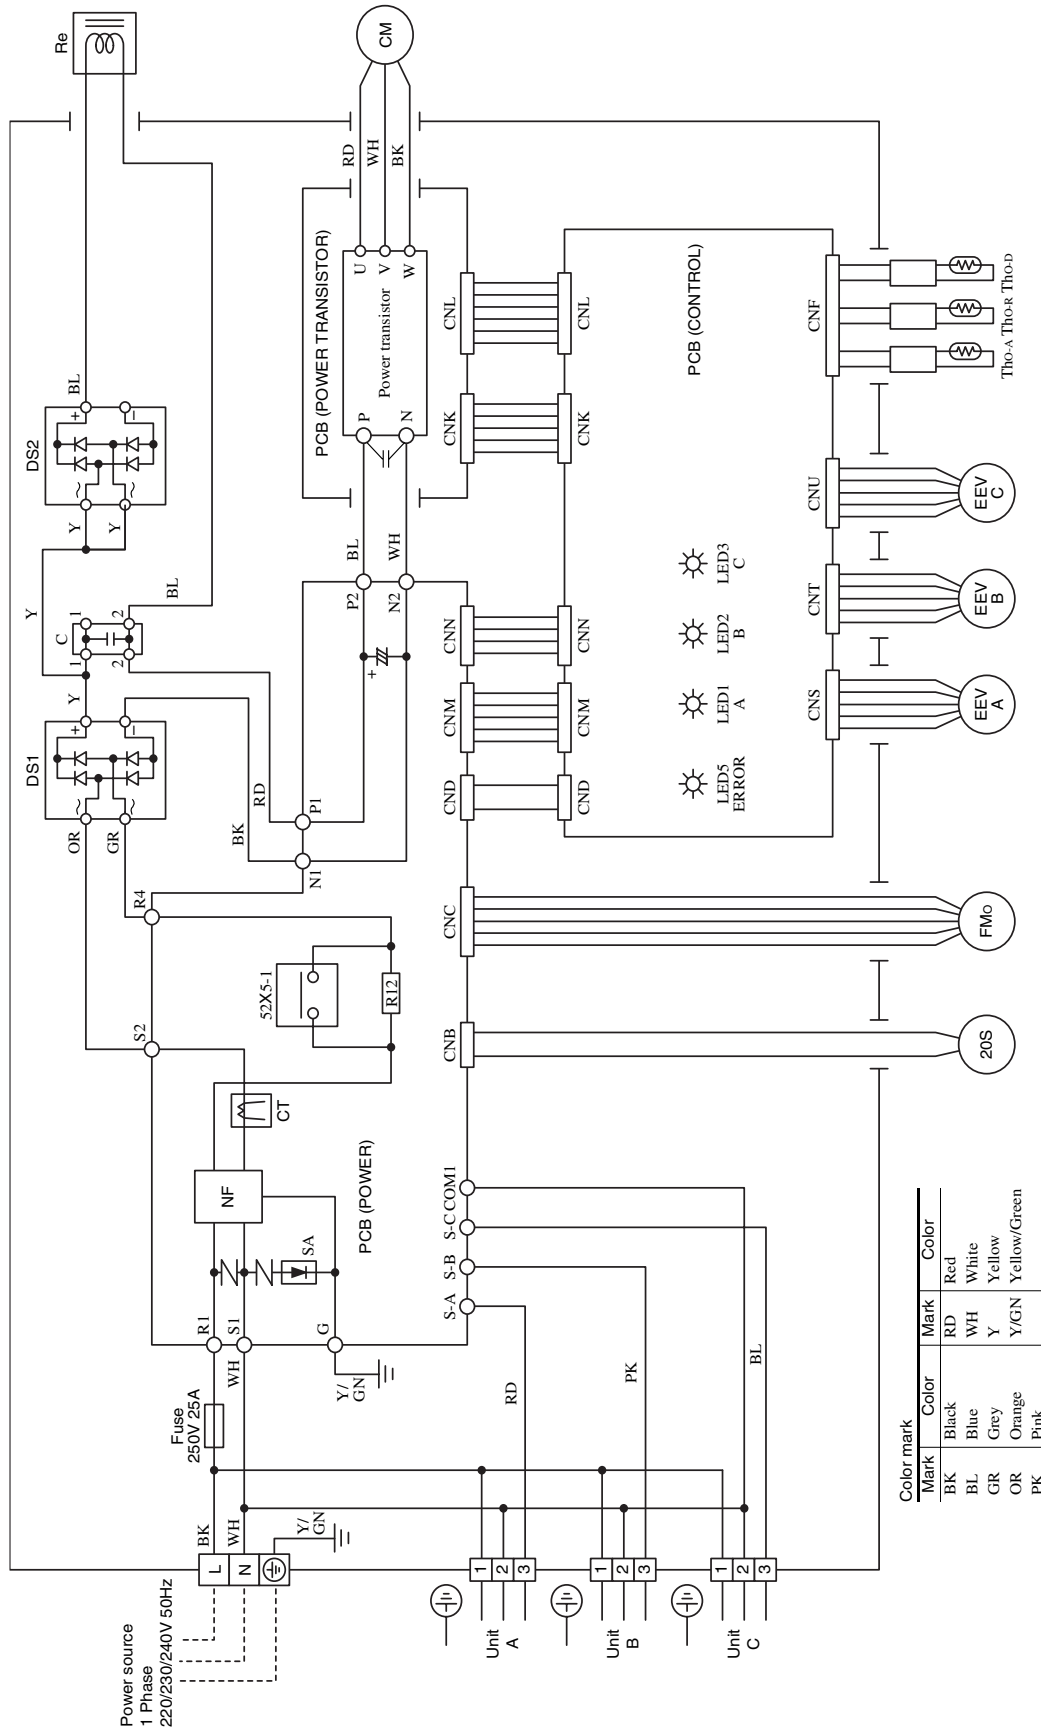 Power source
1 Phase
220/230/240V 50Hz
L
N
BK
WH
Y/
GN
Fuse
250V 25A
WH
R1
S1
G
Y/
GN
SA
NF
CT
PCB (POWER)
S2
R4
52X5-1
R12
OR
GR
DS1
~
~
+
−
Y
BK
RD
N1
P1
C
1
2
1
2
Y
BL
Y
Y
DS2
~
~
+
−
BL
Re
+
P2
N2
BL
WH
PCB (POWER TRANSISTOR)
P
N
Power transistor
U
V
W
RD
WH
BK
CM
S-A
S-B
S-C
COM1
CNB
CNC
CND
CNM
CNN
CNK
CNL
CND
CNM
CNN
CNK
CNL
PCB (CONTROL)
LED5
ERROR
LED1
A
LED2
B
LED3
C
CNS
CNT
CNU
CNF
20S
FMo
EEV
A
EEV
B
EEV
C
Tho-A
Tho-R
Tho-D
RD
PK
BL
Unit
A
1
2
3
Unit
B
1
2
3
Unit
C
1
2
3
Color mark
Mark Color Mark Color
BK Black RD Red
BL Blue WH White
GR Grey Y Yellow
OR Orange Y/GN Yellow/Green
PK Pink